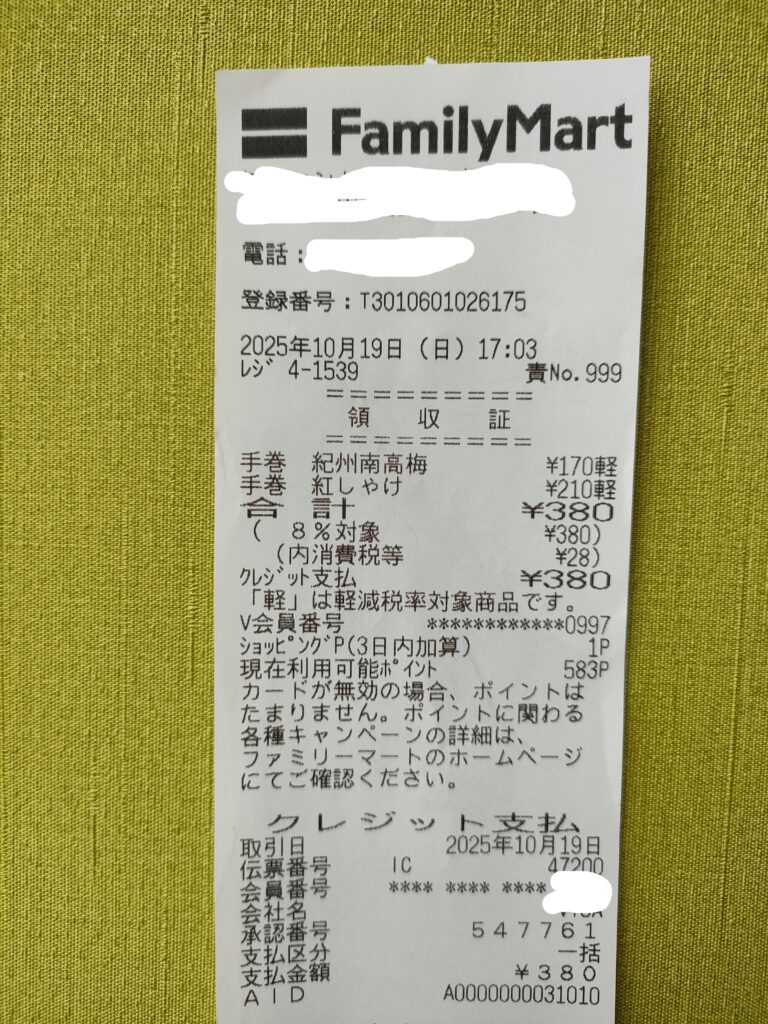 FamilyMart
電話:
登録番号:T3010601026175
2025年10月19日(日)17:03
レジ 4-1539 責No.999
=========
領 収 証
=========
手巻 紀州南高梅 ¥170軽
手巻 紅しゃけ ¥210軽
合 計 ¥380
( 8%対象 ¥380)
(内消費税等 ¥28)
クレジット支払 ¥380
「軽」は軽減税率対象商品です。
V会員番号 ************0997
ショッピングP(3日内加算) 1P
現在利用可能ポイント 583P
カードが無効の場合、ポイントは
たまりません。ポイントに関わる
各種キャンペーンの詳細は、
ファミリーマートのホームページ
にてご確認ください。
クレジット支払
取引日 2025年10月19日
伝票番号 IC 47200
会員番号 **** **** ****
会社名 VISA
承認番号 547761
支払区分 一括
支払金額 ¥380
AID A0000000031010